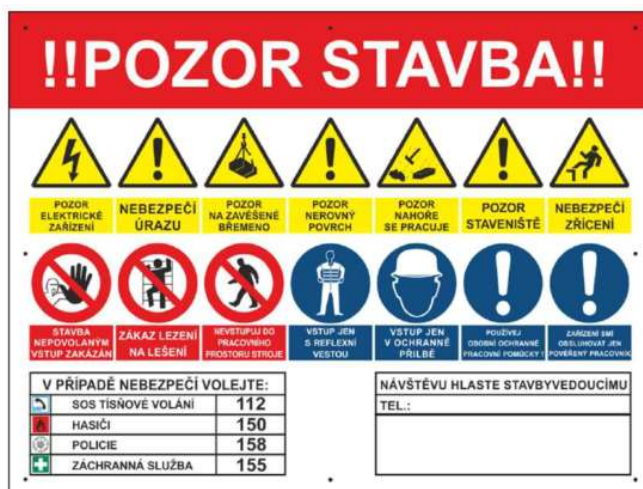 !!POZOR STAVBA!!
POZOR
ELEKTRICKÉ
ZAŘÍZENÍ
NEBEZPEČÍ
ÚRAZU
POZOR
NA ZAVĚŠENÉ
BŘEMENO
POZOR
NEROVNÝ
POVRCH
POZOR
NAHOŘE
SE PRACUJE
POZOR
STAVENIŠTĚ
NEBEZPEČÍ
ZŘÍCENÍ
STAVBA
NEPOVOLANÝM
VSTUP ZAKÁZÁN
ZÁKAZ LEZENÍ
NA LEŠENÍ
NEVSTUPUJ DO
PRACOVNÍHO
PROSTORU STROJE
VSTUP JEN
S REFLEXNÍ
VESTOU
VSTUP JEN
V OCHRANNÉ
PŘILBĚ
POUŽÍVEJ
OSOBNÍ OCHRANNÉ
PRACOVNÍ POMŮCKY !
ZAŘÍZENÍ SMÍ
OBSLUHOVAT JEN
POVĚŘENÝ PRACOVNÍK
V PŘÍPADĚ NEBEZPEČÍ VOLEJTE:
SOS TÍSŇOVÉ VOLÁNÍ 112
HASIČI 150
POLICIE 158
ZÁCHRANNÁ SLUŽBA 155
NÁVŠTĚVU HLASTE STAVBYVEDOUCÍMU
TEL.: